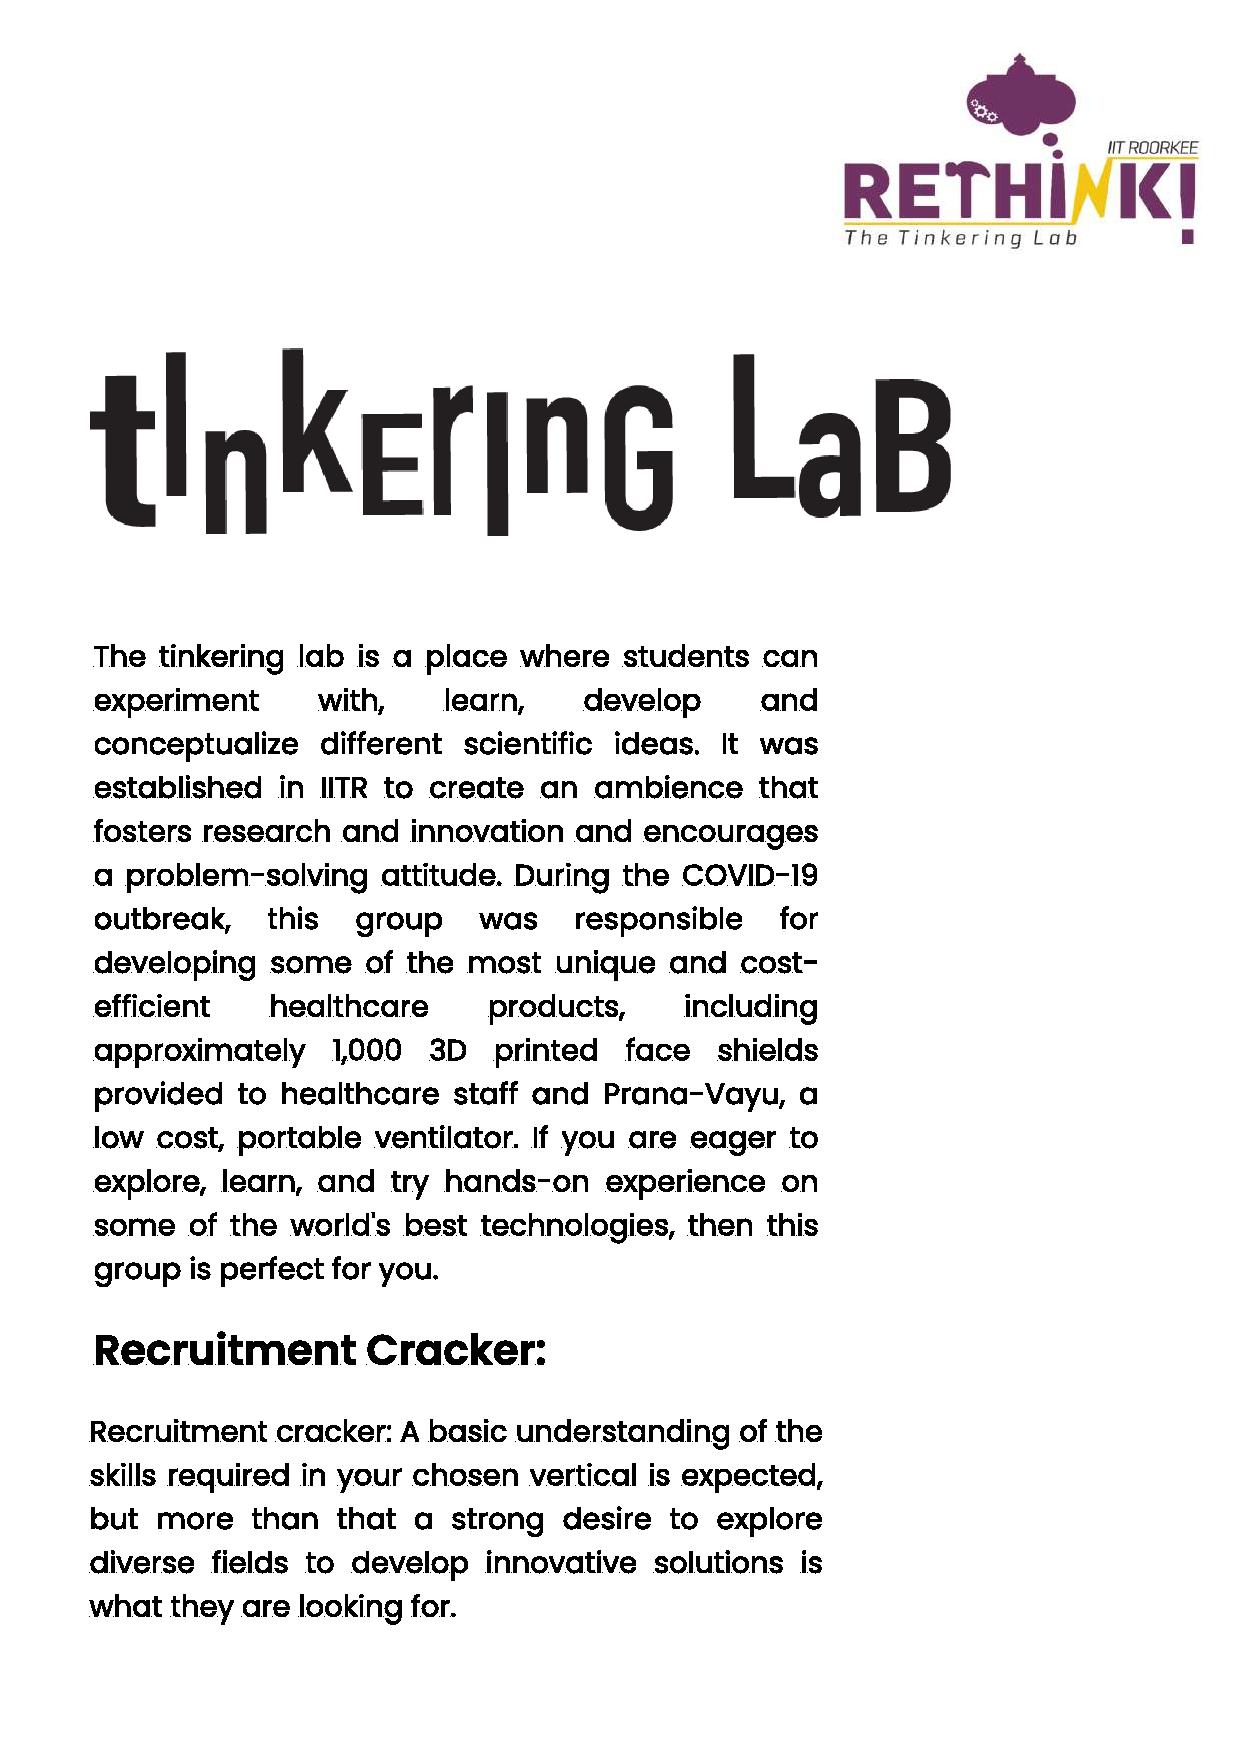 IIT ROORKEE
RETHiNK!
The Tinkering Lab
tInkErInG LaB
The tinkering lab is a place where students can
experiment with, learn, develop and
conceptualize different scientific ideas. It was
established in IITR to create an ambience that
fosters research and innovation and encourages
a problem-solving attitude. During the COVID-19
outbreak, this group was responsible for
developing some of the most unique and cost-
efficient healthcare products, including
approximately 1,000 3D printed face shields
provided to healthcare staff and Prana-Vayu, a
low cost, portable ventilator. If you are eager to
explore, learn, and try hands-on experience on
some of the world's best technologies, then this
group is perfect for you.
Recruitment Cracker:
Recruitment cracker: A basic understanding of the
skills required in your chosen vertical is expected,
but more than that a strong desire to explore
diverse fields to develop innovative solutions is
what they are looking for.